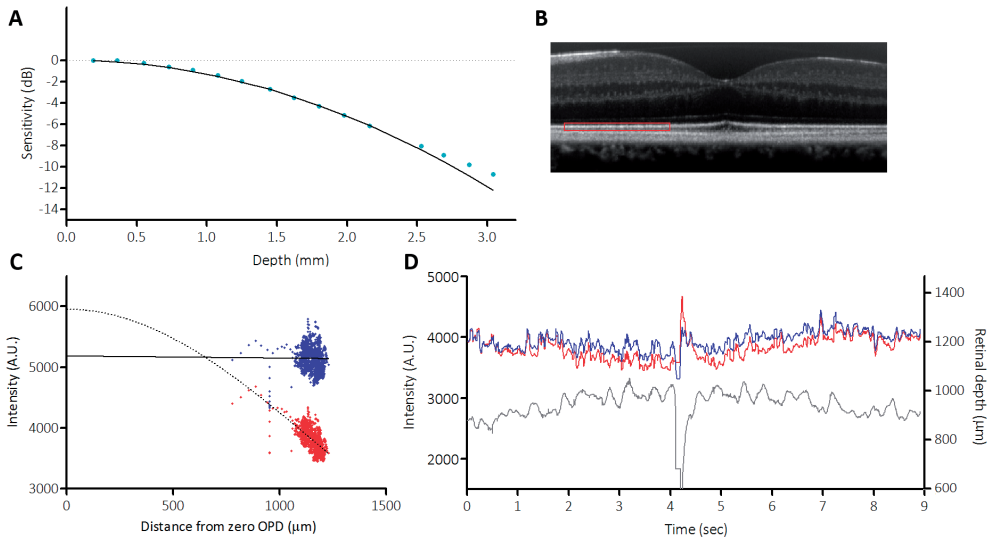 A
B
Sensitivity (dB)
0
-2
-4
-6
-8
-10
-12
-14
0.0 0.5 1.0 1.5 2.0 2.5 3.0
Depth (mm)
C
D
Intensity (A.U.)
6000
5000
4000
3000
0 500 1000 1500
Distance from zero OPD (μm)
Intensity (A.U.)
5000
4000
3000
2000
1400
1200
1000
800
600
Retinal depth (μm)
0 1 2 3 4 5 6 7 8 9
Time (sec)